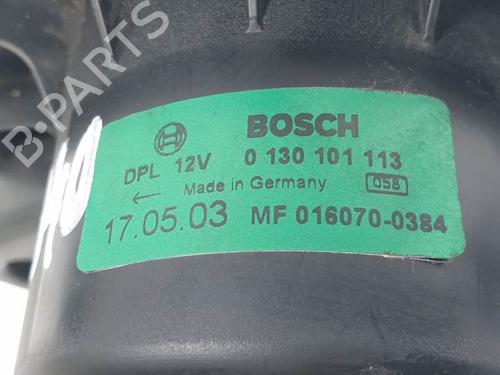 B-PARTS
BOSCH
DPL 12V 0 130 101 113
← Made in Germany 058
17.05.03 MF 016070-0384